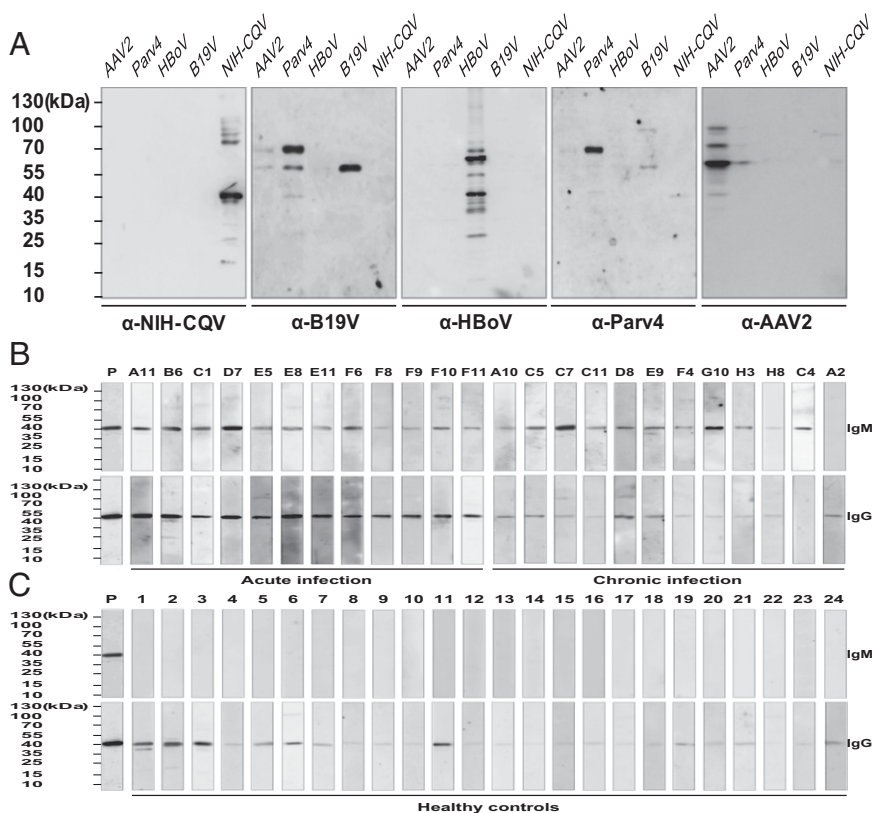 A
AAV2 Parv4 HBoV B19V NIH-CQV AAV2 Parv4 HBoV B19V NIH-CQV AAV2 Parv4 HBoV B19V NIH-CQV AAV2 Parv4 HBoV B19V NIH-CQV AAV2 Parv4 HBoV B19V NIH-CQV
130(kDa)
100
70
55
40
35
25
15
10
α-NIH-CQV α-B19V α-HBoV α-Parv4 α-AAV2
B
P A11 B6 C1 D7 E5 E8 E11 F6 F8 F9 F10 F11 A10 C5 C7 C11 D8 E9 F4 G10 H3 H8 C4 A2
130(kDa)
100
70
55
40
35
25
15
10
IgM
130(kDa)
100
70
55
40
35
25
15
10
IgG
Acute infection Chronic infection
C
P 1 2 3 4 5 6 7 8 9 10 11 12 13 14 15 16 17 18 19 20 21 22 23 24
130(kDa)
100
70
55
40
35
25
15
10
IgM
130(kDa)
100
70
55
40
35
25
15
10
IgG
Healthy controls